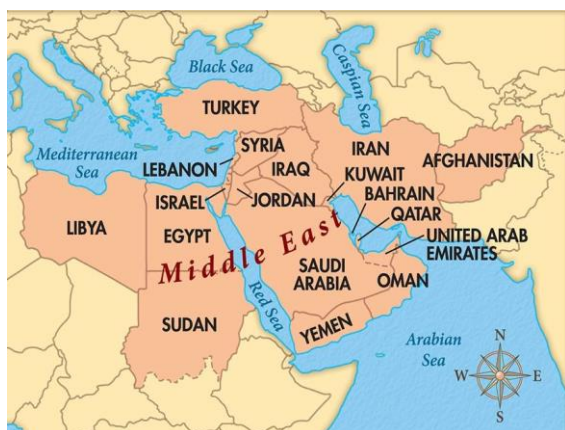 Black Sea
Caspian Sea
TURKEY
Mediterranean
Sea
SYRIA
LEBANON
IRAQ
IRAN
AFGHANISTAN
ISRAEL
JORDAN
KUWAIT
BAHRAIN
QATAR
LIBYA
EGYPT
Middle East
UNITED ARAB
EMIRATES
SAUDI
ARABIA
OMAN
Red Sea
SUDAN
YEMEN
Arabian
Sea
N
W
E
S